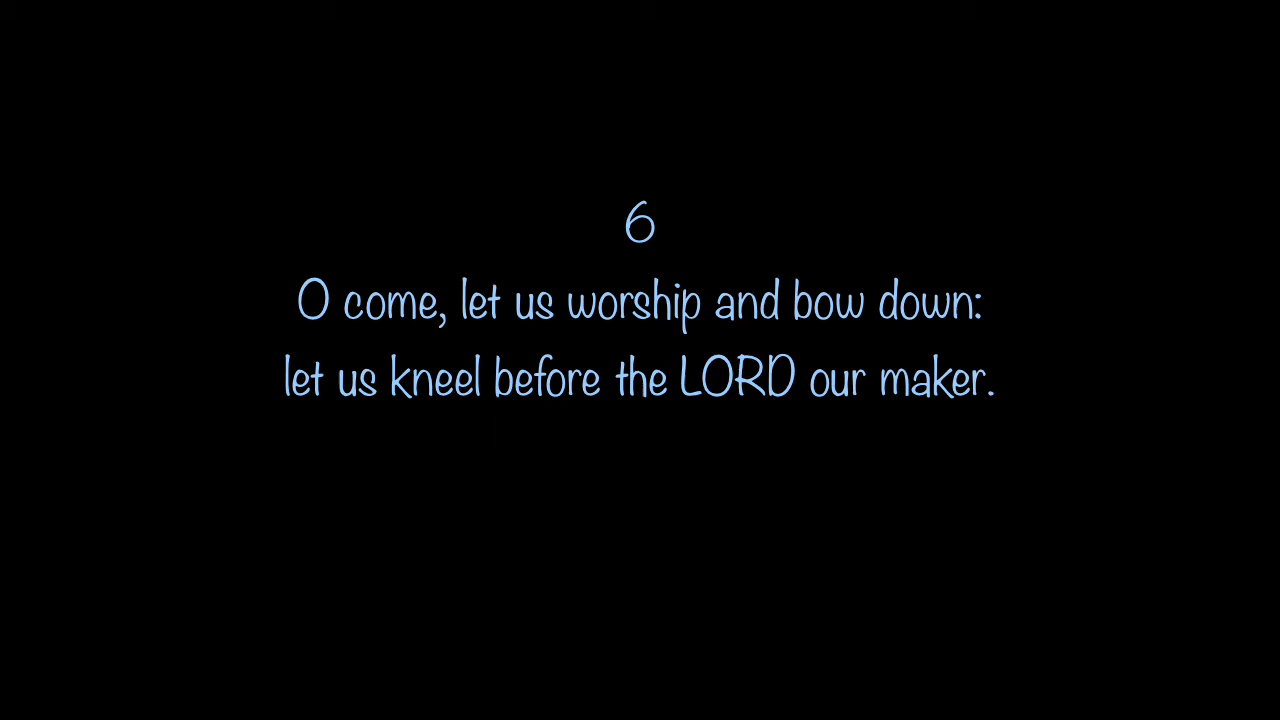 6
O come, let us worship and bow down:
let us kneel before the LORD our maker.